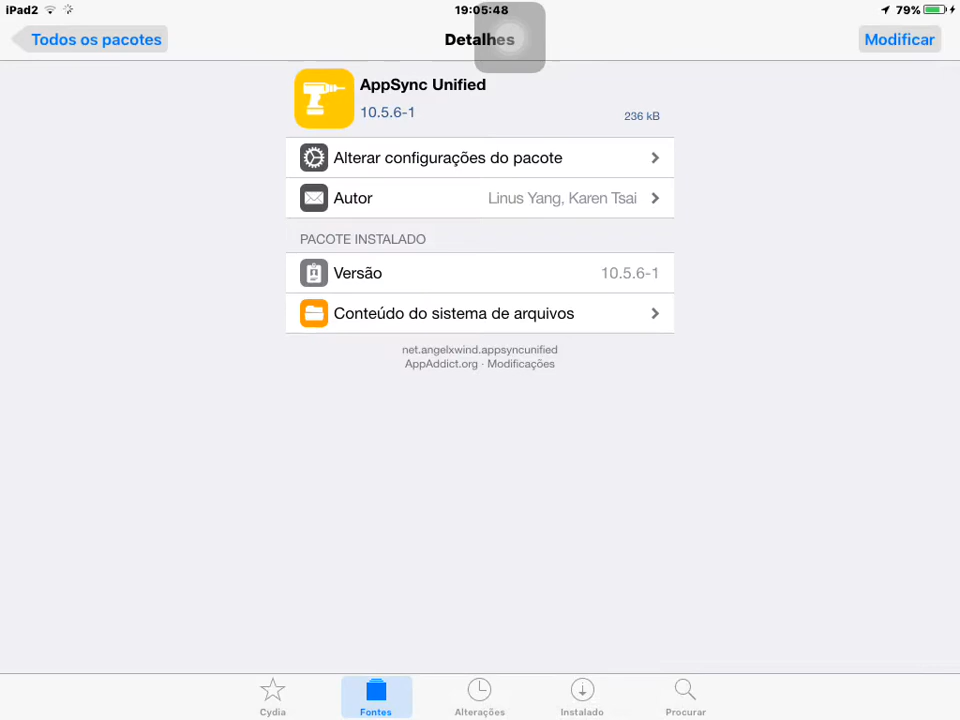 iPad2
19:05:48
79%
Todos os pacotes
Detalhes
Modificar
AppSync Unified
10.5.6-1
236 kB
Alterar configurações do pacote
Autor
Linus Yang, Karen Tsai
PACOTE INSTALADO
Versão
10.5.6-1
Conteúdo do sistema de arquivos
net.angelxwind.appsyncunified
AppAddict.org · Modificações
Cydia
Fontes
Alterações
Instalado
Procurar